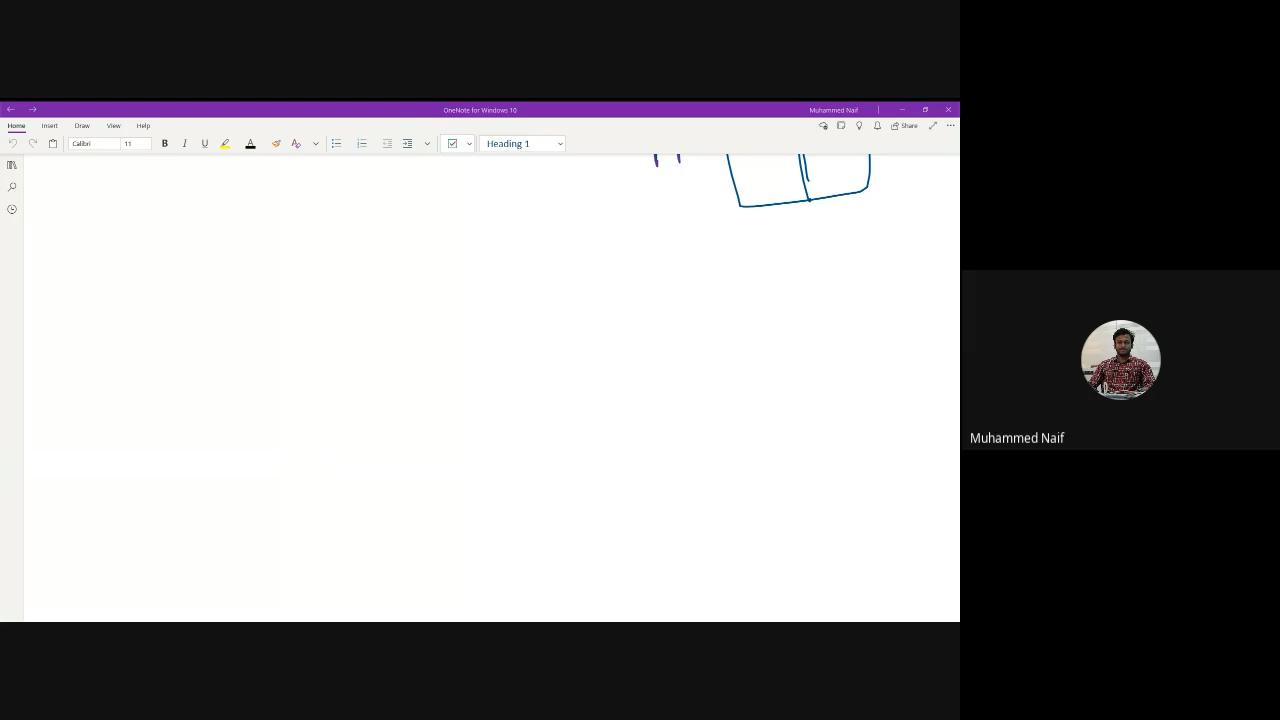 OneNote for Windows 10
Muhammed Naif
Home Insert Draw View Help
Share
Calibri 11 B I U A Heading 1
Muhammed Naif